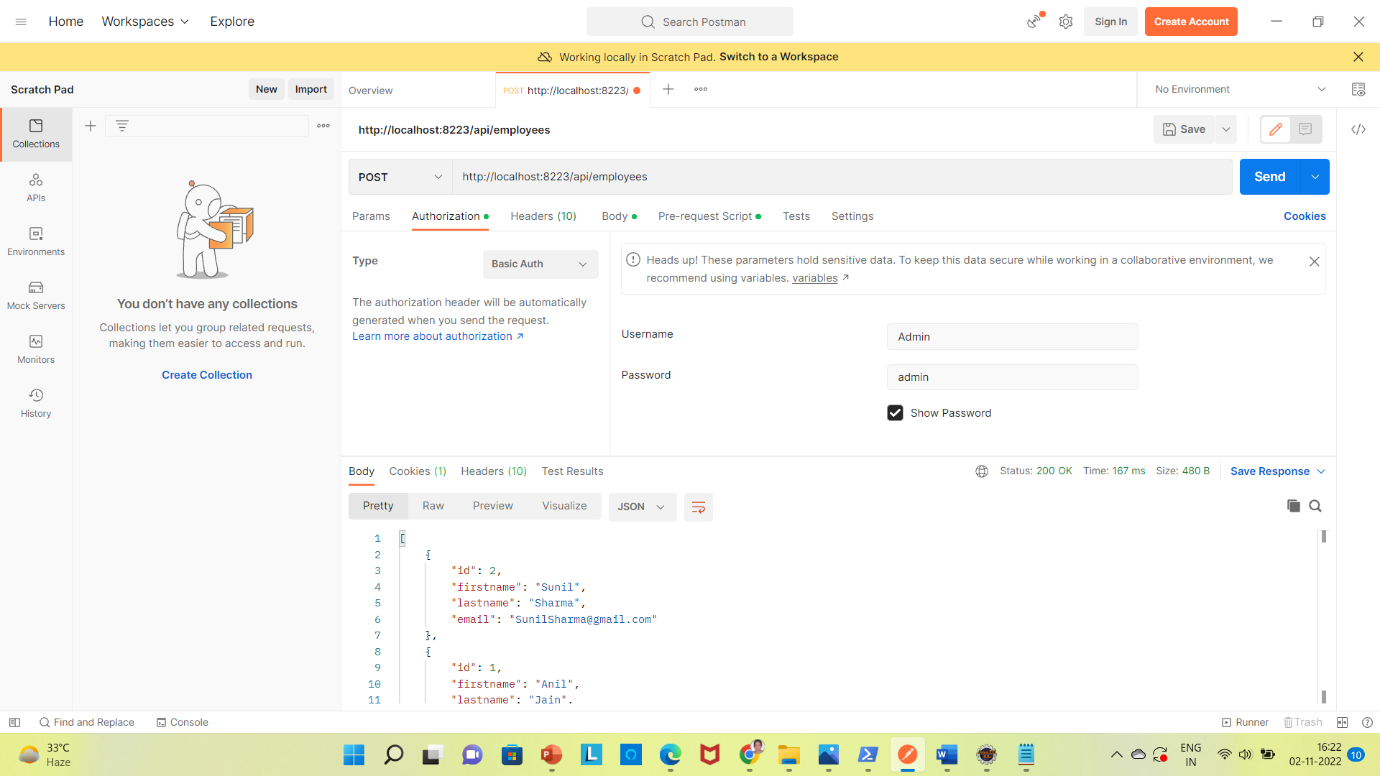 Home Workspaces Explore Search Postman Sign In Create Account
Working locally in Scratch Pad. Switch to a Workspace
Scratch Pad New Import Overview POST http://localhost:8223/ No Environment
Collections
http://localhost:8223/api/employees Save
POST http://localhost:8223/api/employees Send
APIs
Params Authorization Headers (10) Body Pre-request Script Tests Settings Cookies
Environments
Type Basic Auth
Heads up! These parameters hold sensitive data. To keep this data secure while working in a collaborative environment, we
recommend using variables. variables
The authorization header will be automatically
generated when you send the request.
Learn more about authorization
Mock Servers
You don't have any collections
Collections let you group related requests,
making them easier to access and run.
Create Collection
Username Admin
Password admin
Show Password
Monitors
History
Body Cookies (1) Headers (10) Test Results Status: 200 OK Time: 167 ms Size: 480 B Save Response
Pretty Raw Preview Visualize JSON
1 [
2 {
3 "id": 2,
4 "firstname": "Sunil",
5 "lastname": "Sharma",
6 "email": "SunilSharma@gmail.com"
7 },
8 {
9 "id": 1,
10 "firstname": "Anil",
11 "lastname": "Jain".
Find and Replace Console Runner Trash
33°C
Haze
ENG
IN
16:22
02-11-2022
10